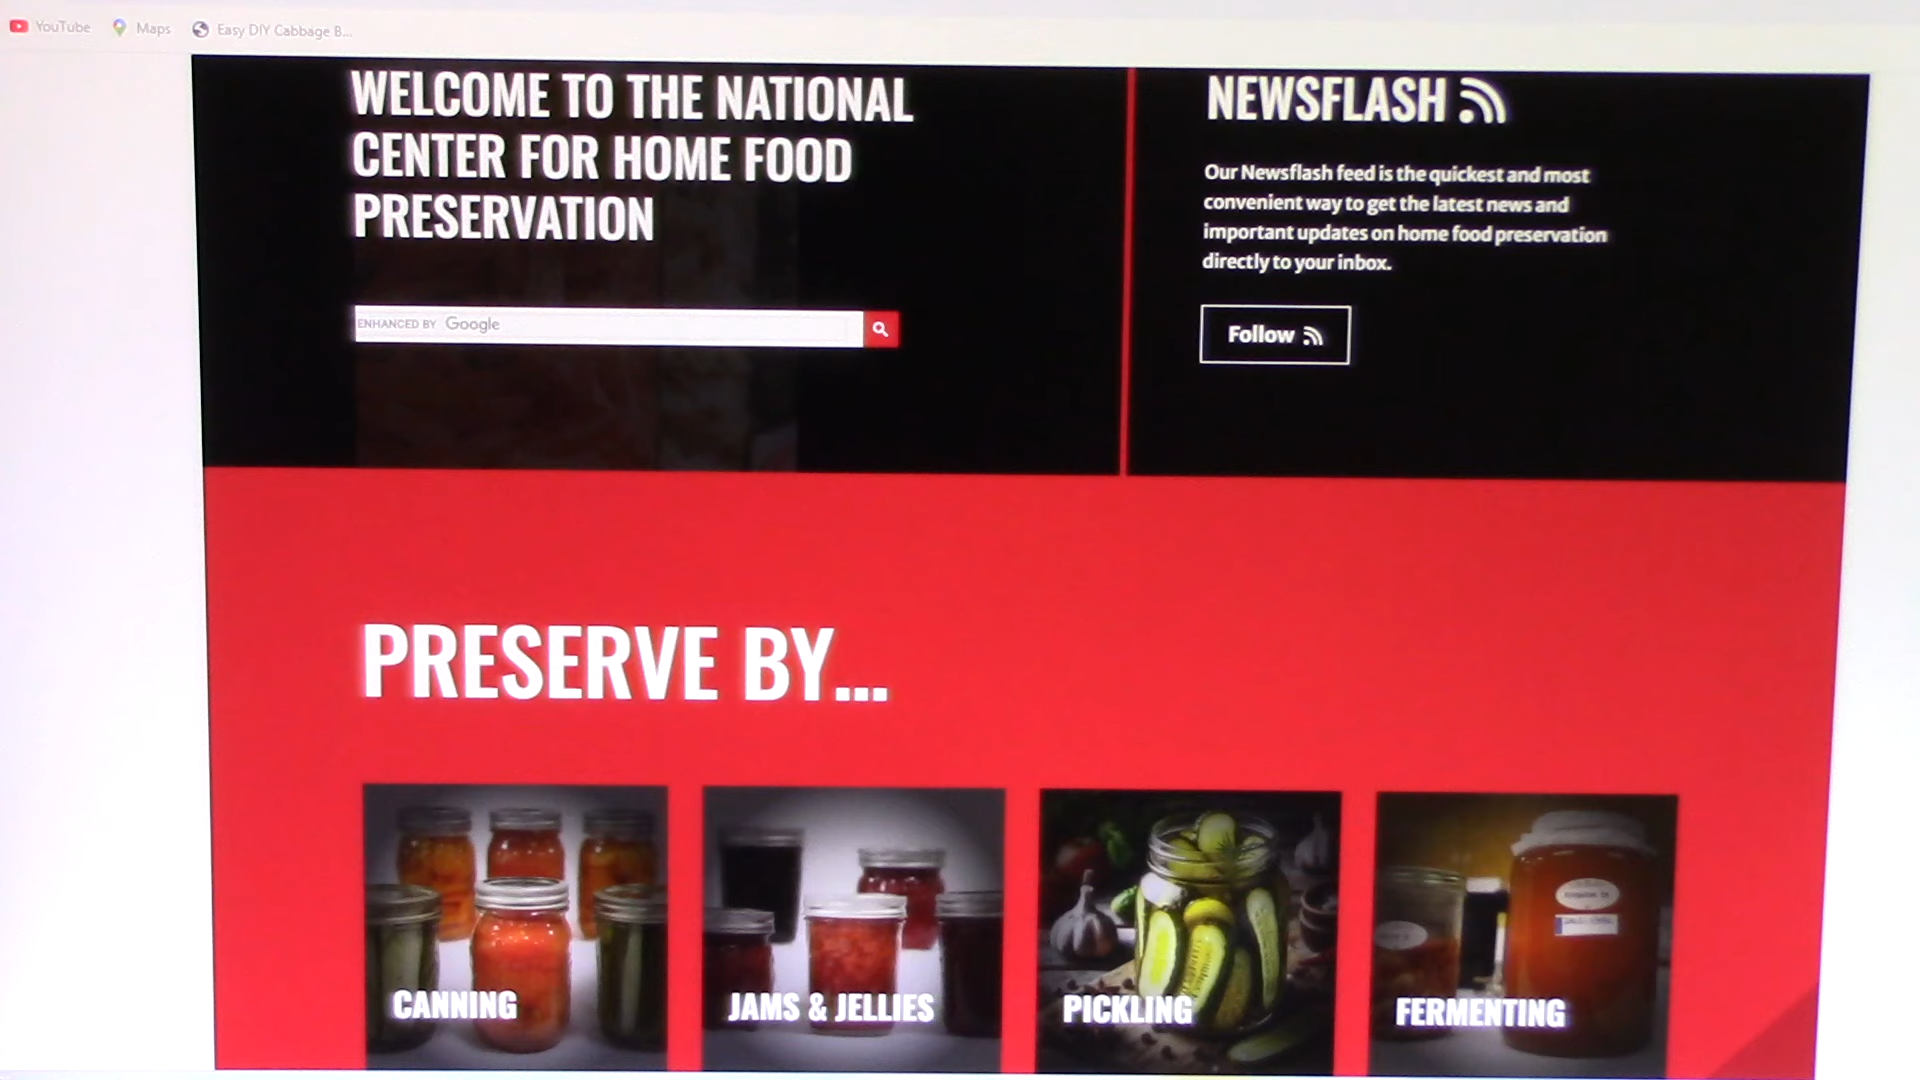 YouTube
Maps
Easy DIY Cabbage B...
WELCOME TO THE NATIONAL
CENTER FOR HOME FOOD
PRESERVATION
ENHANCED BY Google
NEWSFLASH
Our Newsflash feed is the quickest and most
convenient way to get the latest news and
important updates on home food preservation
directly to your inbox.
Follow
PRESERVE BY...
CANNING
JAMS & JELLIES
PICKLING
FERMENTING